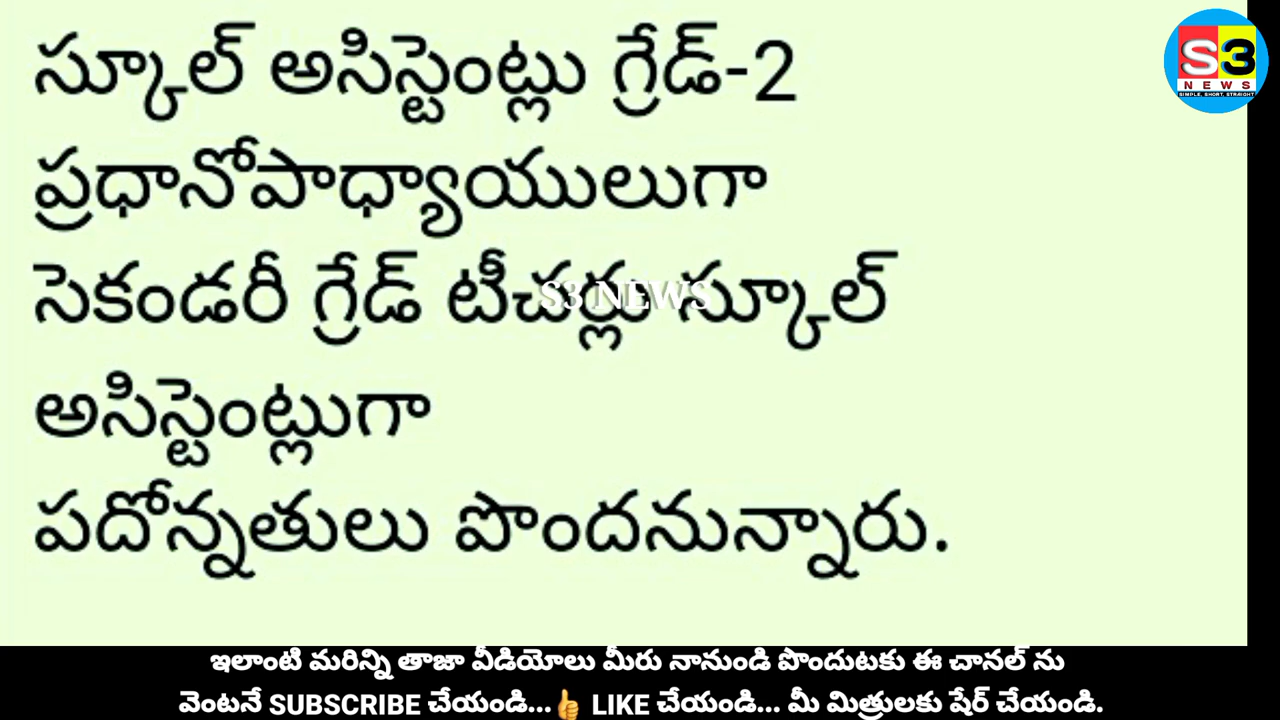 స్కూల్ అసిస్టెంట్లు గ్రేడ్-2
ప్రధానోపాధ్యాయులుగా
సెకండరీ గ్రేడ్ టీచర్లు స్కూల్
అసిస్టెంట్లుగా
పదోన్నతులు పొందనున్నారు.
S3 NEWS
S3
NEWS
SIMPLE, SHORT, STRAIGHT
ఇలాంటి మరిన్ని తాజా వీడియోలు మీరు నానుండి పొందుటకు ఈ చానల్ ను
వెంటనే SUBSCRIBE చేయండి...👍 LIKE చేయండి... మీ మిత్రులకు షేర్ చేయండి.